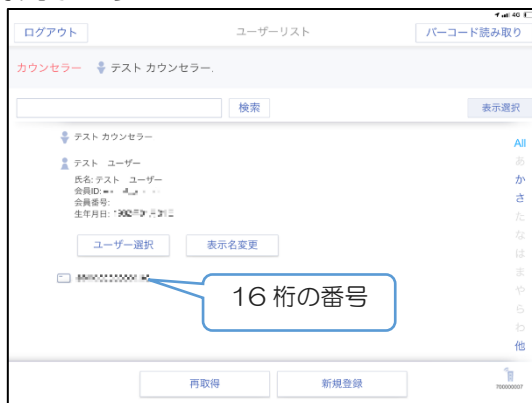 4G
ログアウト
ユーザーリスト
バーコード読み取り
カウンセラー テスト カウンセラー.
検索
表示選択
テスト カウンセラー
All
テスト ユーザー
あ
氏名: テスト ユーザー
か
会員ID:
会員番号:
さ
生年月日:
た
な
ユーザー選択
表示名変更
は
ま
16桁の番号
や
ら
わ
他
再取得
新規登録